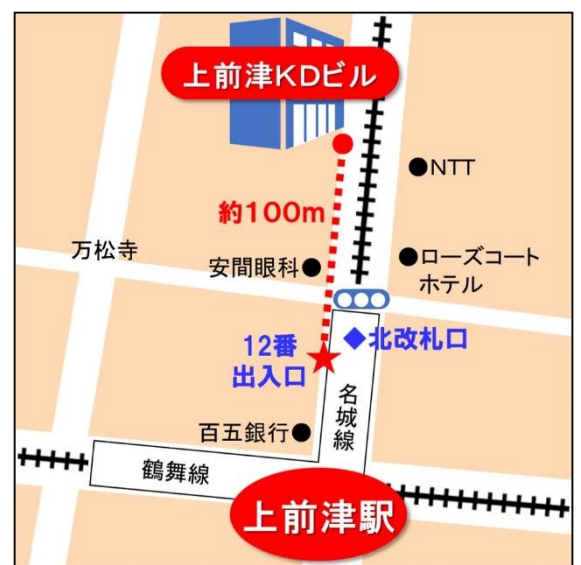 上前津KDビル
約100m
●NTT
万松寺
安間眼科●
●ローズコート
ホテル
12番
出入口
◆北改札口
名城線
百五銀行●
鶴舞線
上前津駅